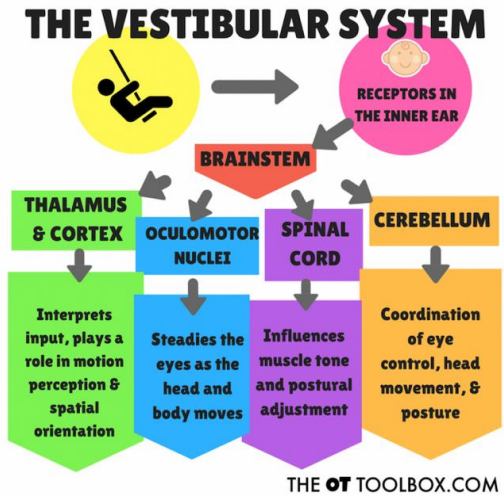 THE VESTIBULAR SYSTEM
RECEPTORS IN
THE INNER EAR
BRAINSTEM
THALAMUS
& CORTEX
OCULOMOTOR
NUCLEI
SPINAL
CORD
CEREBELLUM
Interprets
input, plays a
role in motion
perception &
spatial
orientation
Steadies the
eyes as the
head and
body moves
Influences
muscle tone
and postural
adjustment
Coordination
of eye
control, head
movement, &
posture
THE OT TOOLBOX.COM